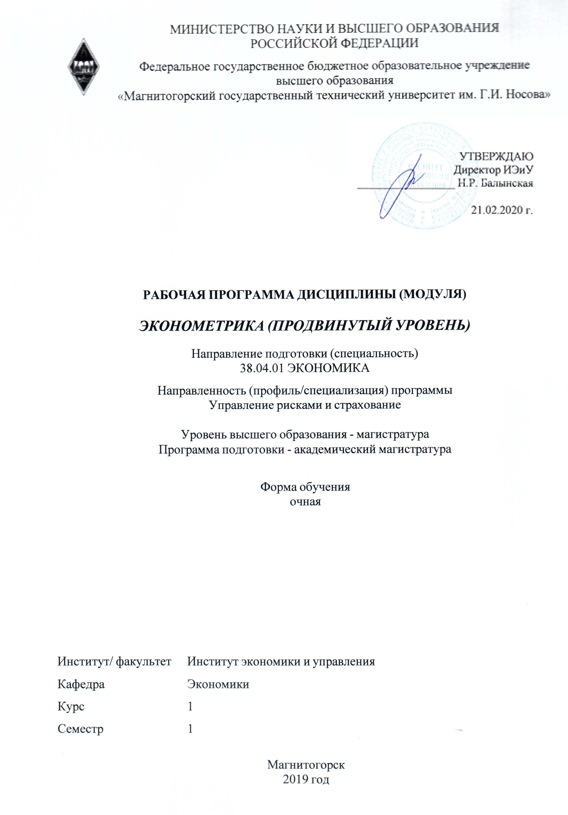 МИНИСТЕРСТВО НАУКИ И ВЫСШЕГО ОБРАЗОВАНИЯ
РОССИЙСКОЙ ФЕДЕРАЦИИ
Федеральное государственное бюджетное образовательное учреждение
высшего образования
«Магнитогорский государственный технический университет им. Г.И. Носова»
УТВЕРЖДАЮ
Директор ИЭиУ
Н.Р. Балынская
21.02.2020 г.
РАБОЧАЯ ПРОГРАММА ДИСЦИПЛИНЫ (МОДУЛЯ)
ЭКОНОМЕТРИКА (ПРОДВИНУТЫЙ УРОВЕНЬ)
Направление подготовки (специальность)
38.04.01 ЭКОНОМИКА
Направленность (профиль/специализация) программы
Управление рисками и страхование
Уровень высшего образования - магистратура
Программа подготовки - академический магистратура
Форма обучения
очная
Институт/ факультет Институт экономики и управления
Кафедра Экономики
Курс 1
Семестр 1
Магнитогорск
2019 год